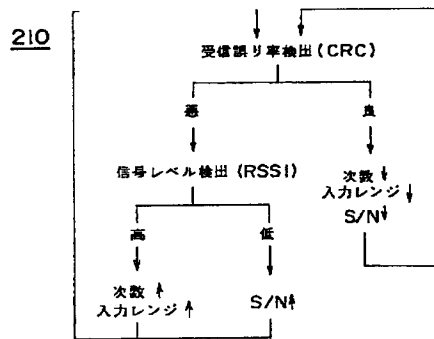 210
受信誤り率検出(CRC)
悪 良
信号レベル検出(RSSI)
次数↓
入力レンジ↓
S/N↓
高 低
次数↑
入力レンジ↑
S/N↑